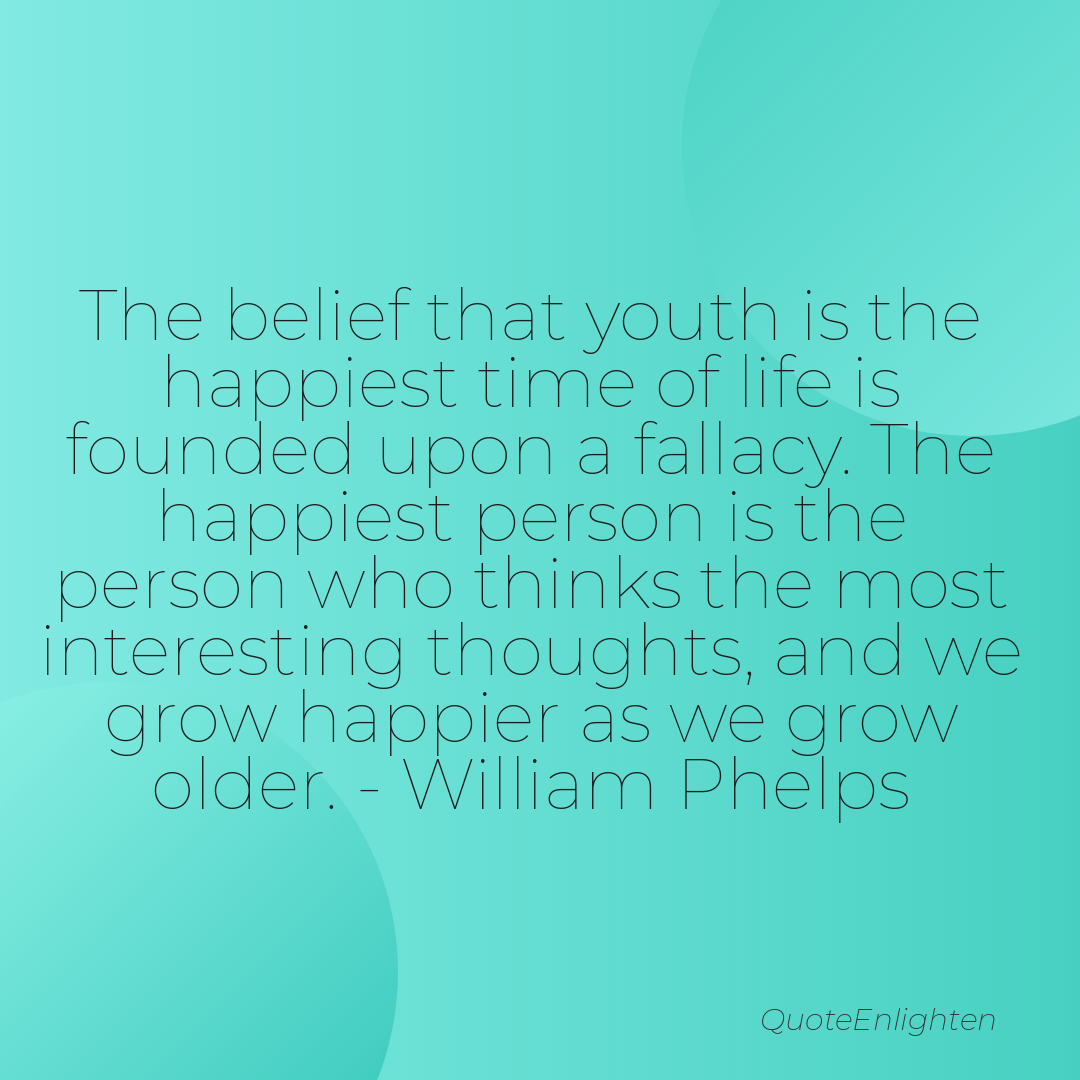 The belief that youth is the
happiest time of life is
founded upon a fallacy. The
happiest person is the
person who thinks the most
interesting thoughts, and we
grow happier as we grow
older. - William Phelps
QuoteEnlighten